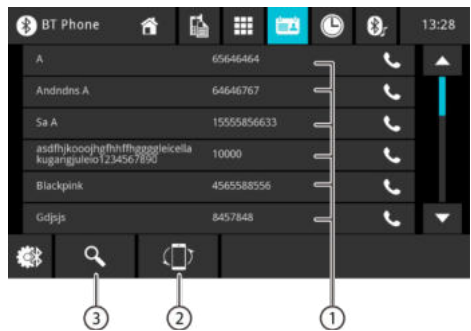 BT Phone 13:28
A 65646464
Andndns A 64646767
Sa A 15555856633
asdfhjkooojhgfhhffhggggleicella
kugangjuleio1234567890 10000
Blackpink 4565588556
Gdjsjs 8457848
3 2 1